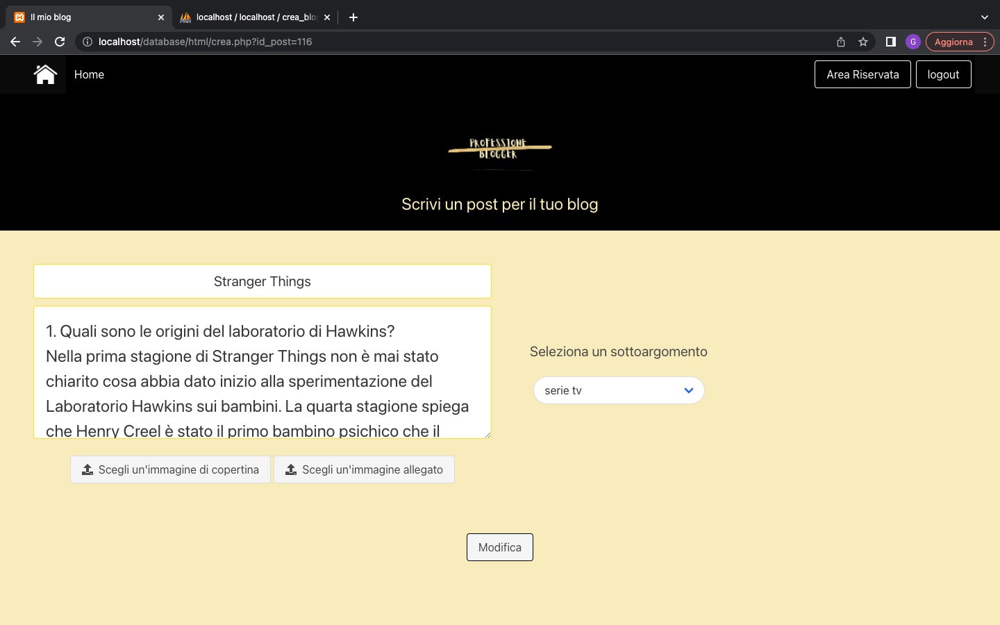 Il mio blog
localhost / localhost / crea_blo
localhost/database/html/crea.php?id_post=116
G
Aggiorna
Home
Area Riservata
logout
PROFESSIONE
BLOGGER
Scrivi un post per il tuo blog
Stranger Things
1. Quali sono le origini del laboratorio di Hawkins?
Nella prima stagione di Stranger Things non è mai stato
chiarito cosa abbia dato inizio alla sperimentazione del
Laboratorio Hawkins sui bambini. La quarta stagione spiega
che Henry Creel è stato il primo bambino psichico che il
Seleziona un sottoargomento
serie tv
Scegli un'immagine di copertina
Scegli un'immagine allegato
Modifica